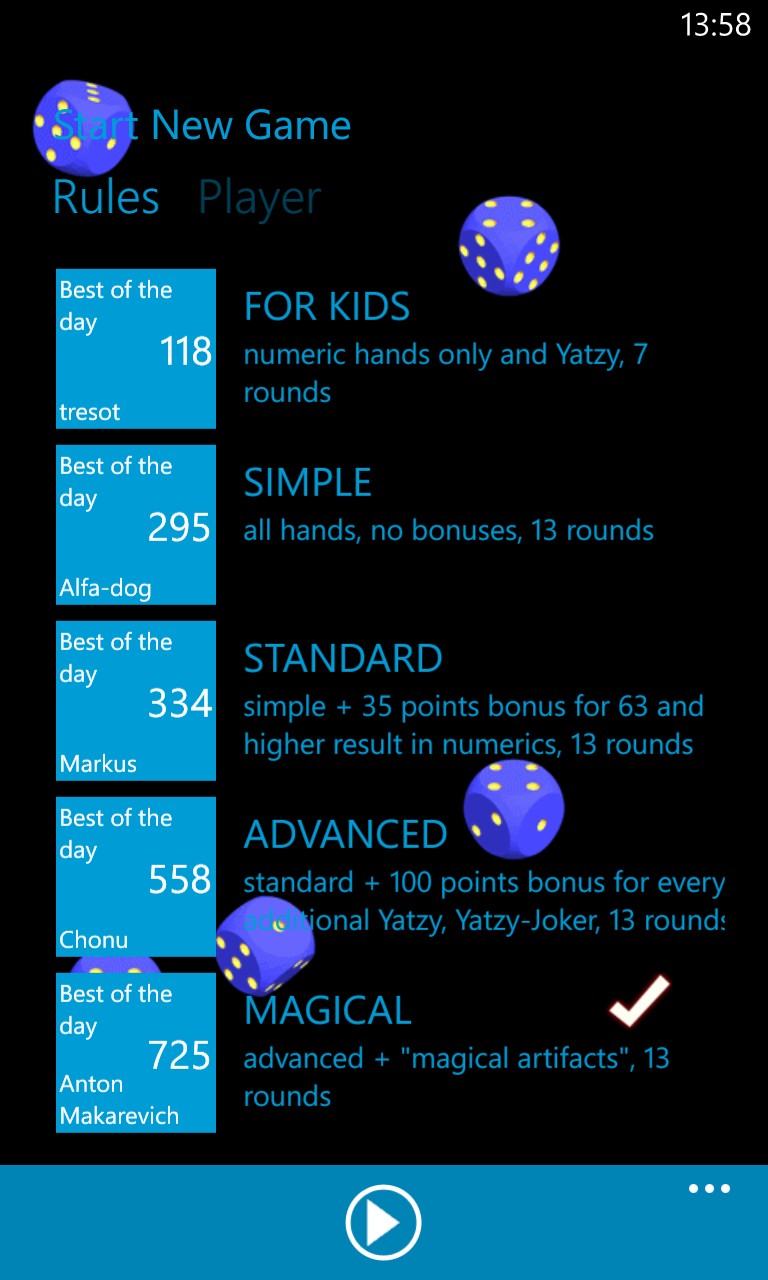 13:58
Start New Game
Rules Player
Best of the
day
118
tresot
FOR KIDS
numeric hands only and Yatzy, 7
rounds
Best of the
day
295
Alfa-dog
SIMPLE
all hands, no bonuses, 13 rounds
Best of the
day
334
Markus
STANDARD
simple + 35 points bonus for 63 and
higher result in numerics, 13 rounds
Best of the
day
558
Chonu
ADVANCED
standard + 100 points bonus for every
additional Yatzy, Yatzy-Joker, 13 rounds
Best of the
day
725
Anton
Makarevich
MAGICAL
advanced + "magical artifacts", 13
rounds